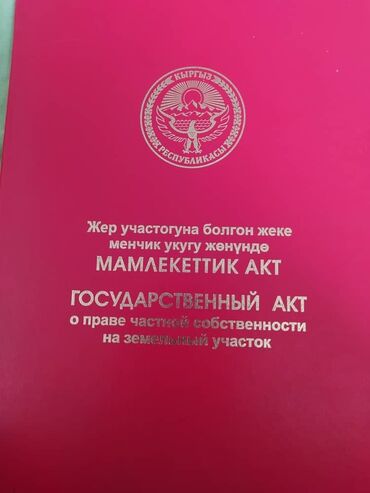 КЫРГЫЗ
РЕСПУБЛИКАСЫ
Жер участогуна болгон жеке
менчик укугу жөнүндө
МАМЛЕКЕТТИК АКТ
ГОСУДАРСТВЕННЫЙ АКТ
о праве частной собственности
на земельный участок